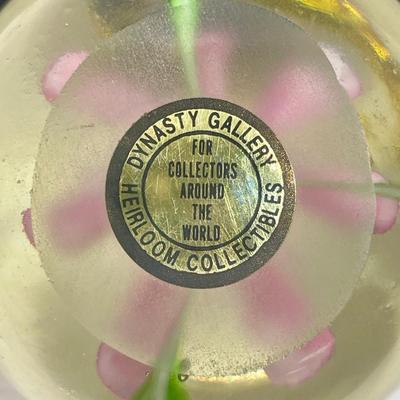 DYNASTY GALLERY
FOR
COLLECTORS
AROUND
THE
WORLD
HEIRLOOM COLLECTIBLES